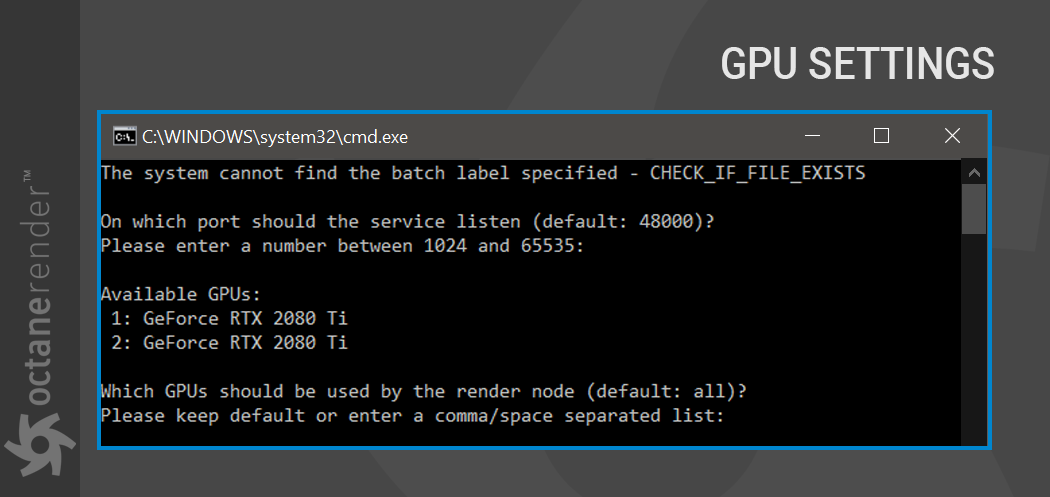 GPU SETTINGS
C:\WINDOWS\system32\cmd.exe
The system cannot find the batch label specified - CHECK_IF_FILE_EXISTS
On which port should the service listen (default: 48000)?
Please enter a number between 1024 and 65535:
Available GPUs:
1: GeForce RTX 2080 Ti
2: GeForce RTX 2080 Ti
Which GPUs should be used by the render node (default: all)?
Please keep default or enter a comma/space separated list:
octanerender™